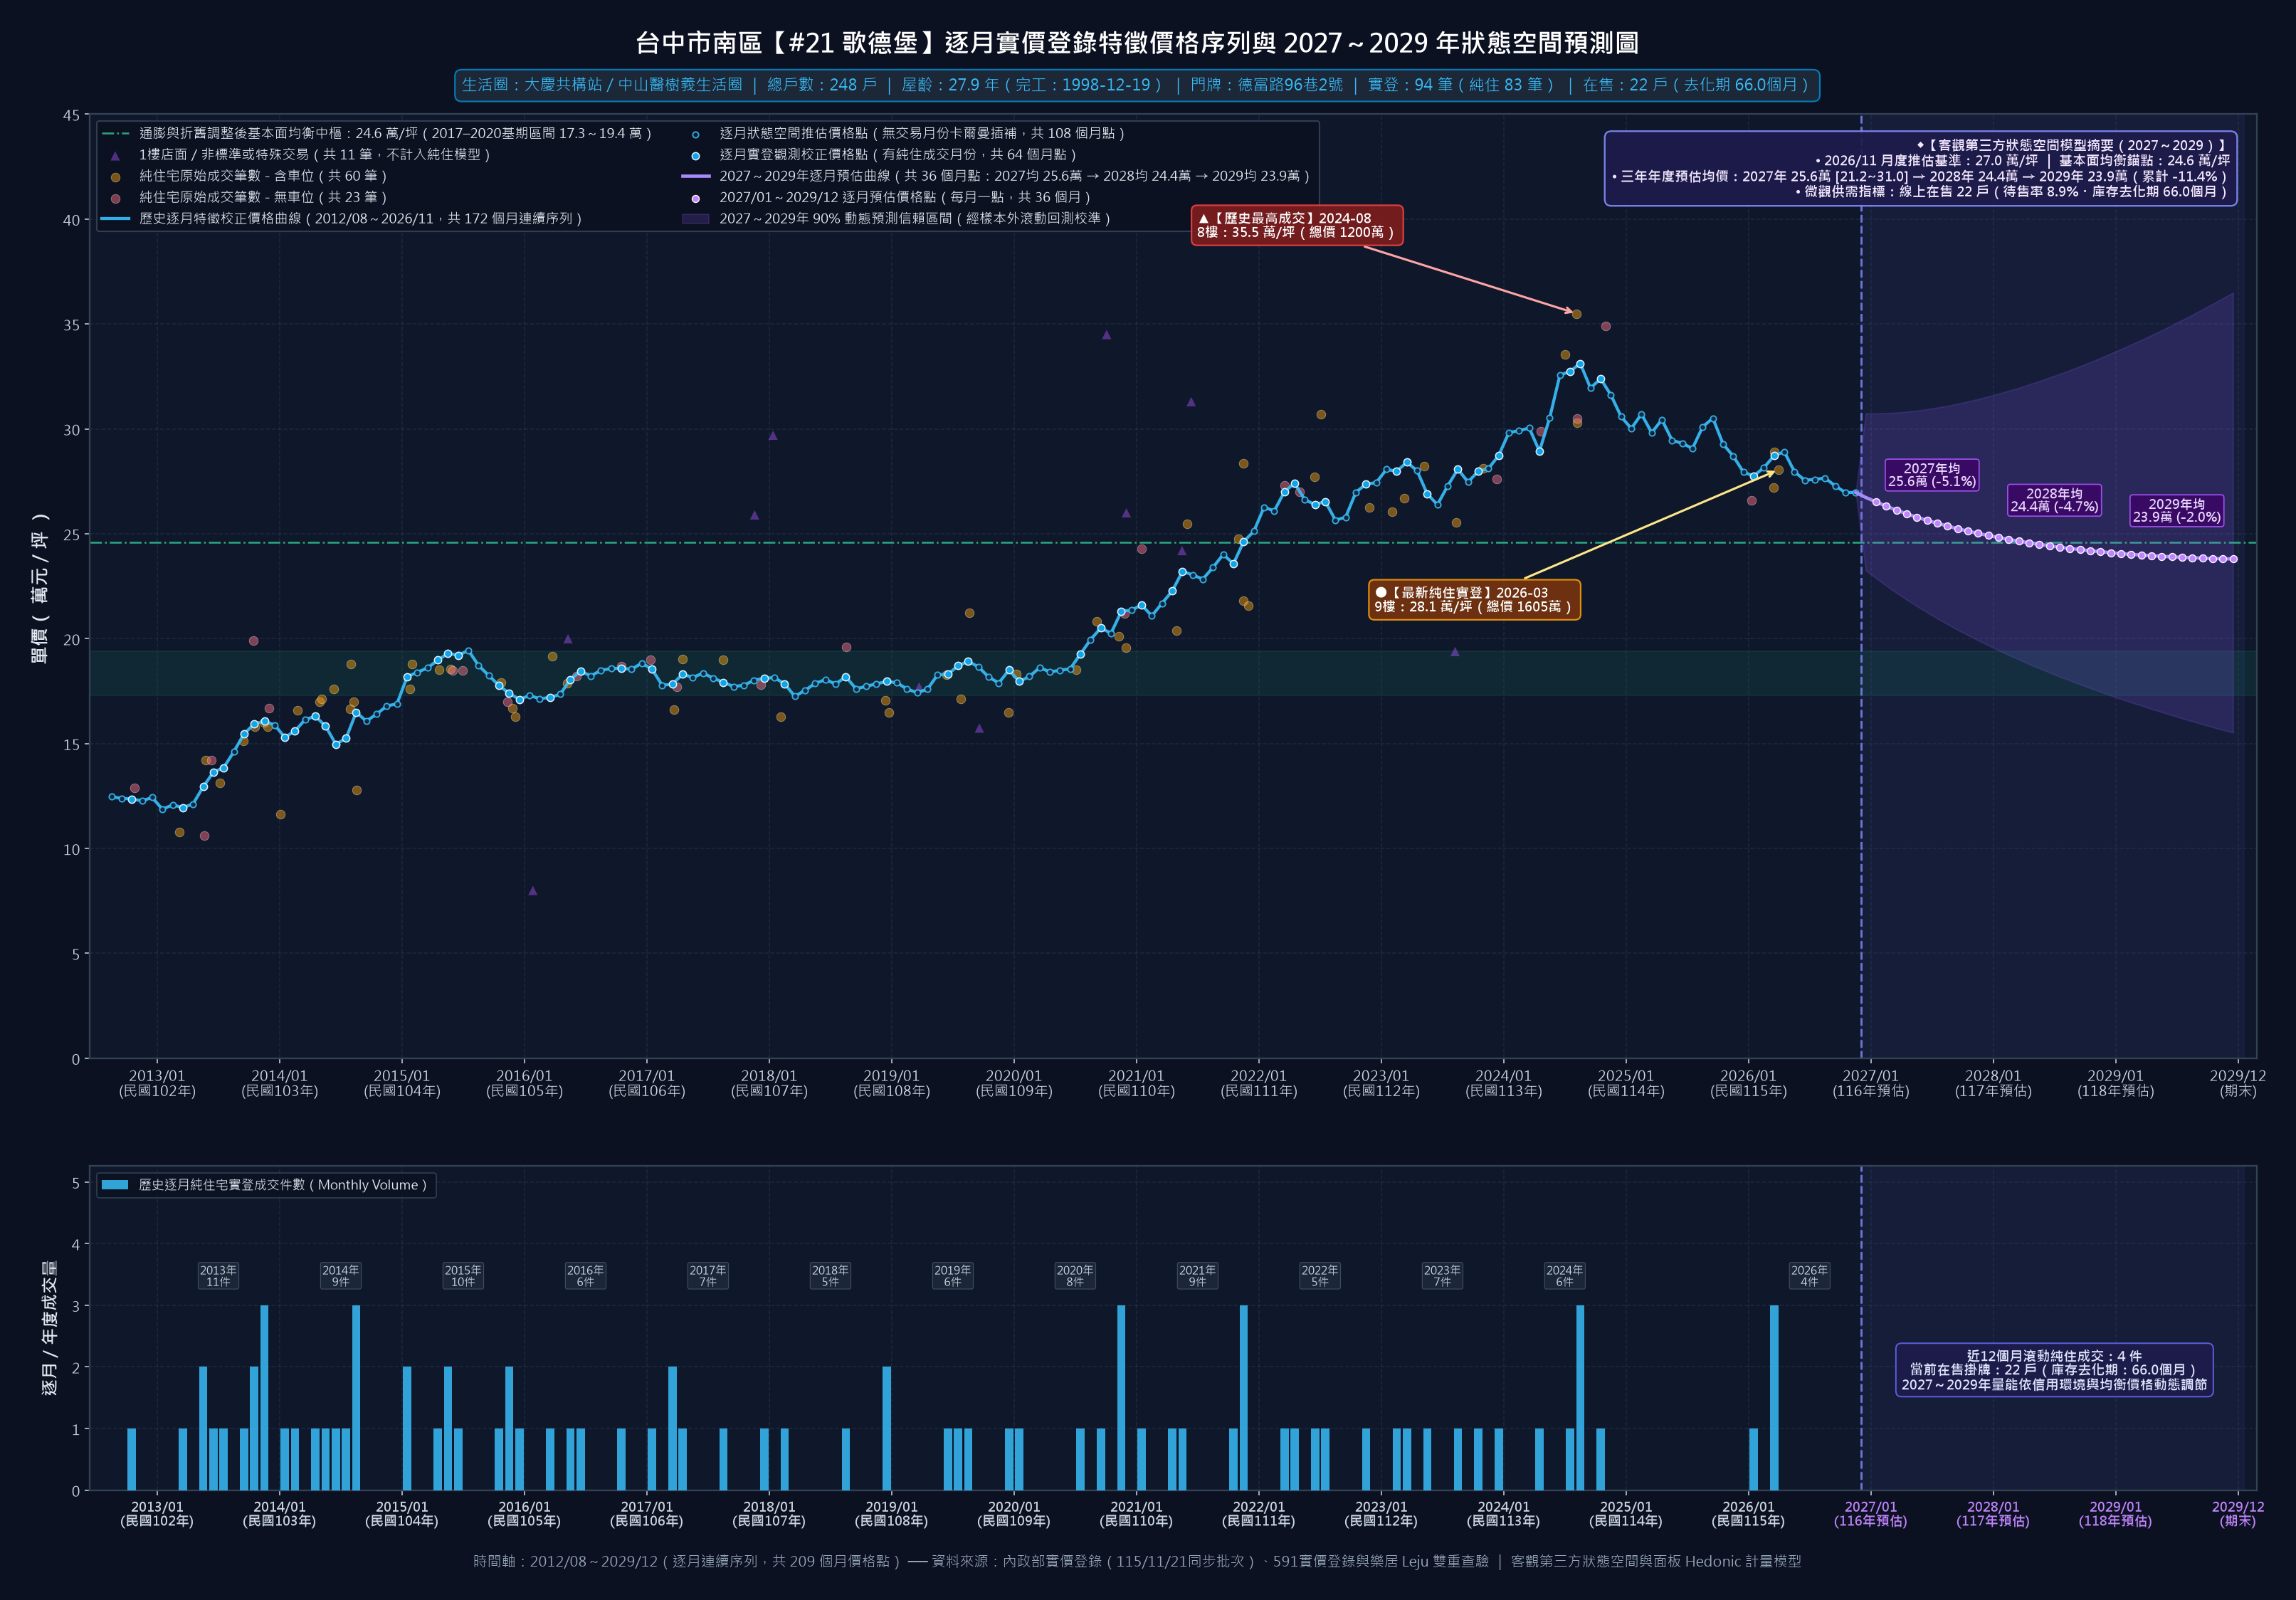 台中市南區【#21 歌德堡】逐月實價登錄特徵價格序列與 2027～2029 年狀態空間預測圖
生活圈：大慶共構站 / 中山醫樹義生活圈 | 總戶數：248 戶 | 屋齡：27.9 年（完工：1998-12-19） | 門牌：德富路96巷2號 | 實登：94 筆（純住 83 筆） | 在售：22 戶（去化期 66.0個月）
通膨與折舊調整後基本面均衡中樞：24.6 萬/坪（2017–2020基期區間 17.3～19.4 萬）
1樓店面 / 非標準或特殊交易（共 11 筆，不計入純住模型）
純住宅原始成交筆數 - 含車位（共 60 筆）
純住宅原始成交筆數 - 無車位（共 23 筆）
歷史逐月特徵校正價格曲線（2012/08～2026/11，共 172 個月連續序列）
逐月狀態空間推估價格點（無交易月份卡爾曼插補，共 108 個月點）
逐月實登觀測校正價格點（有純住成交月份，共 64 個月點）
2027～2029年逐月預估曲線（共 36 個月點：2027均 25.6萬 → 2028均 24.4萬 → 2029均 23.9萬）
2027/01～2029/12 逐月預估價格點（每月一點，共 36 個月）
2027～2029年 90% 動態預測信賴區間（經樣本外滾動回測校準）
◆【客觀第三方狀態空間模型摘要（2027～2029）】
• 2026/11 月度推估基準：27.0 萬/坪 | 基本面均衡錨點：24.6 萬/坪
• 三年年度預估均價：2027年 25.6萬 [21.2~31.0] → 2028年 24.4萬 → 2029年 23.9萬（累計 -11.4%）
• 微觀供需指標：線上在售 22 戶（待售率 8.9%・庫存去化期 66.0個月）
▲【歷史最高成交】2024-08
8樓：35.5 萬/坪（總價 1200萬）
2027年均
25.6萬 (-5.1%)
2028年均
24.4萬 (-4.7%)
2029年均
23.9萬 (-2.0%)
●【最新純住實登】2026-03
9樓：28.1 萬/坪（總價 1605萬）
單價（萬元 / 坪）
45
40
35
30
25
20
15
10
5
0
2013/01 2014/01 2015/01 2016/01 2017/01 2018/01 2019/01 2020/01 2021/01 2022/01 2023/01 2024/01 2025/01 2026/01 2027/01 2028/01 2029/01 2029/12
(民國102年) (民國103年) (民國104年) (民國105年) (民國106年) (民國107年) (民國108年) (民國109年) (民國110年) (民國111年) (民國112年) (民國113年) (民國114年) (民國115年) (116年預估) (117年預估) (118年預估) (期末)
歷史逐月純住宅實登成交件數（Monthly Volume）
逐月 / 年度成交量
5
4
3
2
1
0
2013年 2014年 2015年 2016年 2017年 2018年 2019年 2020年 2021年 2022年 2023年 2024年 2026年
11件 9件 10件 6件 7件 5件 6件 8件 9件 5件 7件 6件 4件
近12個月滾動純住成交：4 件
當前在售掛牌：22 戶（庫存去化期：66.0個月）
2027～2029年量能依信用環境與均衡價格動態調節
2013/01 2014/01 2015/01 2016/01 2017/01 2018/01 2019/01 2020/01 2021/01 2022/01 2023/01 2024/01 2025/01 2026/01 2027/01 2028/01 2029/01 2029/12
(民國102年) (民國103年) (民國104年) (民國105年) (民國106年) (民國107年) (民國108年) (民國109年) (民國110年) (民國111年) (民國112年) (民國113年) (民國114年) (民國115年) (116年預估) (117年預估) (118年預估) (期末)
時間軸：2012/08～2029/12（逐月連續序列，共 209 個月價格點） ── 資料來源：內政部實價登錄（115/11/21同步批次）、591實價登錄與樂居 Leju 雙重查驗 | 客觀第三方狀態空間與面板 Hedonic 計量模型